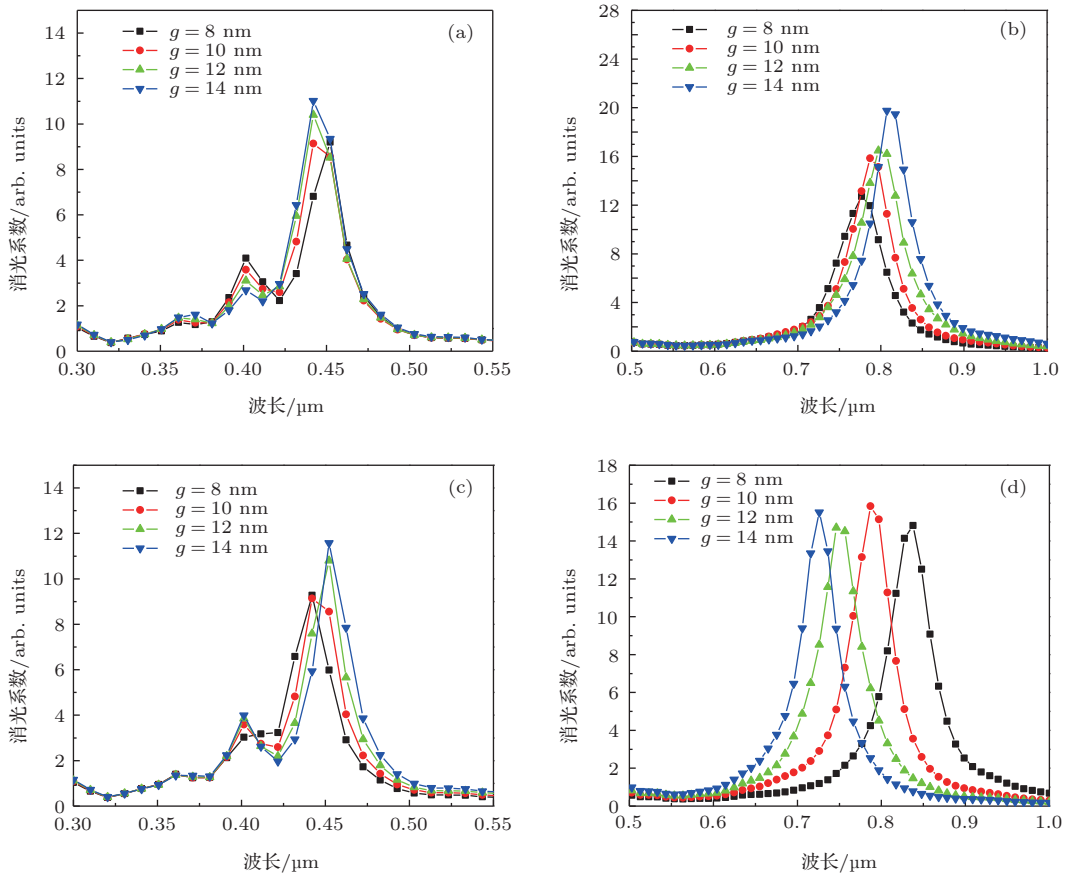 14
12
10
8
6
4
2
0
消光系数/arb. units
g = 8 nm
g = 10 nm
g = 12 nm
g = 14 nm
(a)
0.30 0.35 0.40 0.45 0.50 0.55
波长/µm
28
24
20
16
12
8
4
0
消光系数/arb. units
g = 8 nm
g = 10 nm
g = 12 nm
g = 14 nm
(b)
0.5 0.6 0.7 0.8 0.9 1.0
波长/µm
14
12
10
8
6
4
2
0
消光系数/arb. units
g = 8 nm
g = 10 nm
g = 12 nm
g = 14 nm
(c)
0.30 0.35 0.40 0.45 0.50 0.55
波长/µm
18
16
14
12
10
8
6
4
2
0
消光系数/arb. units
g = 8 nm
g = 10 nm
g = 12 nm
g = 14 nm
(d)
0.5 0.6 0.7 0.8 0.9 1.0
波长/µm